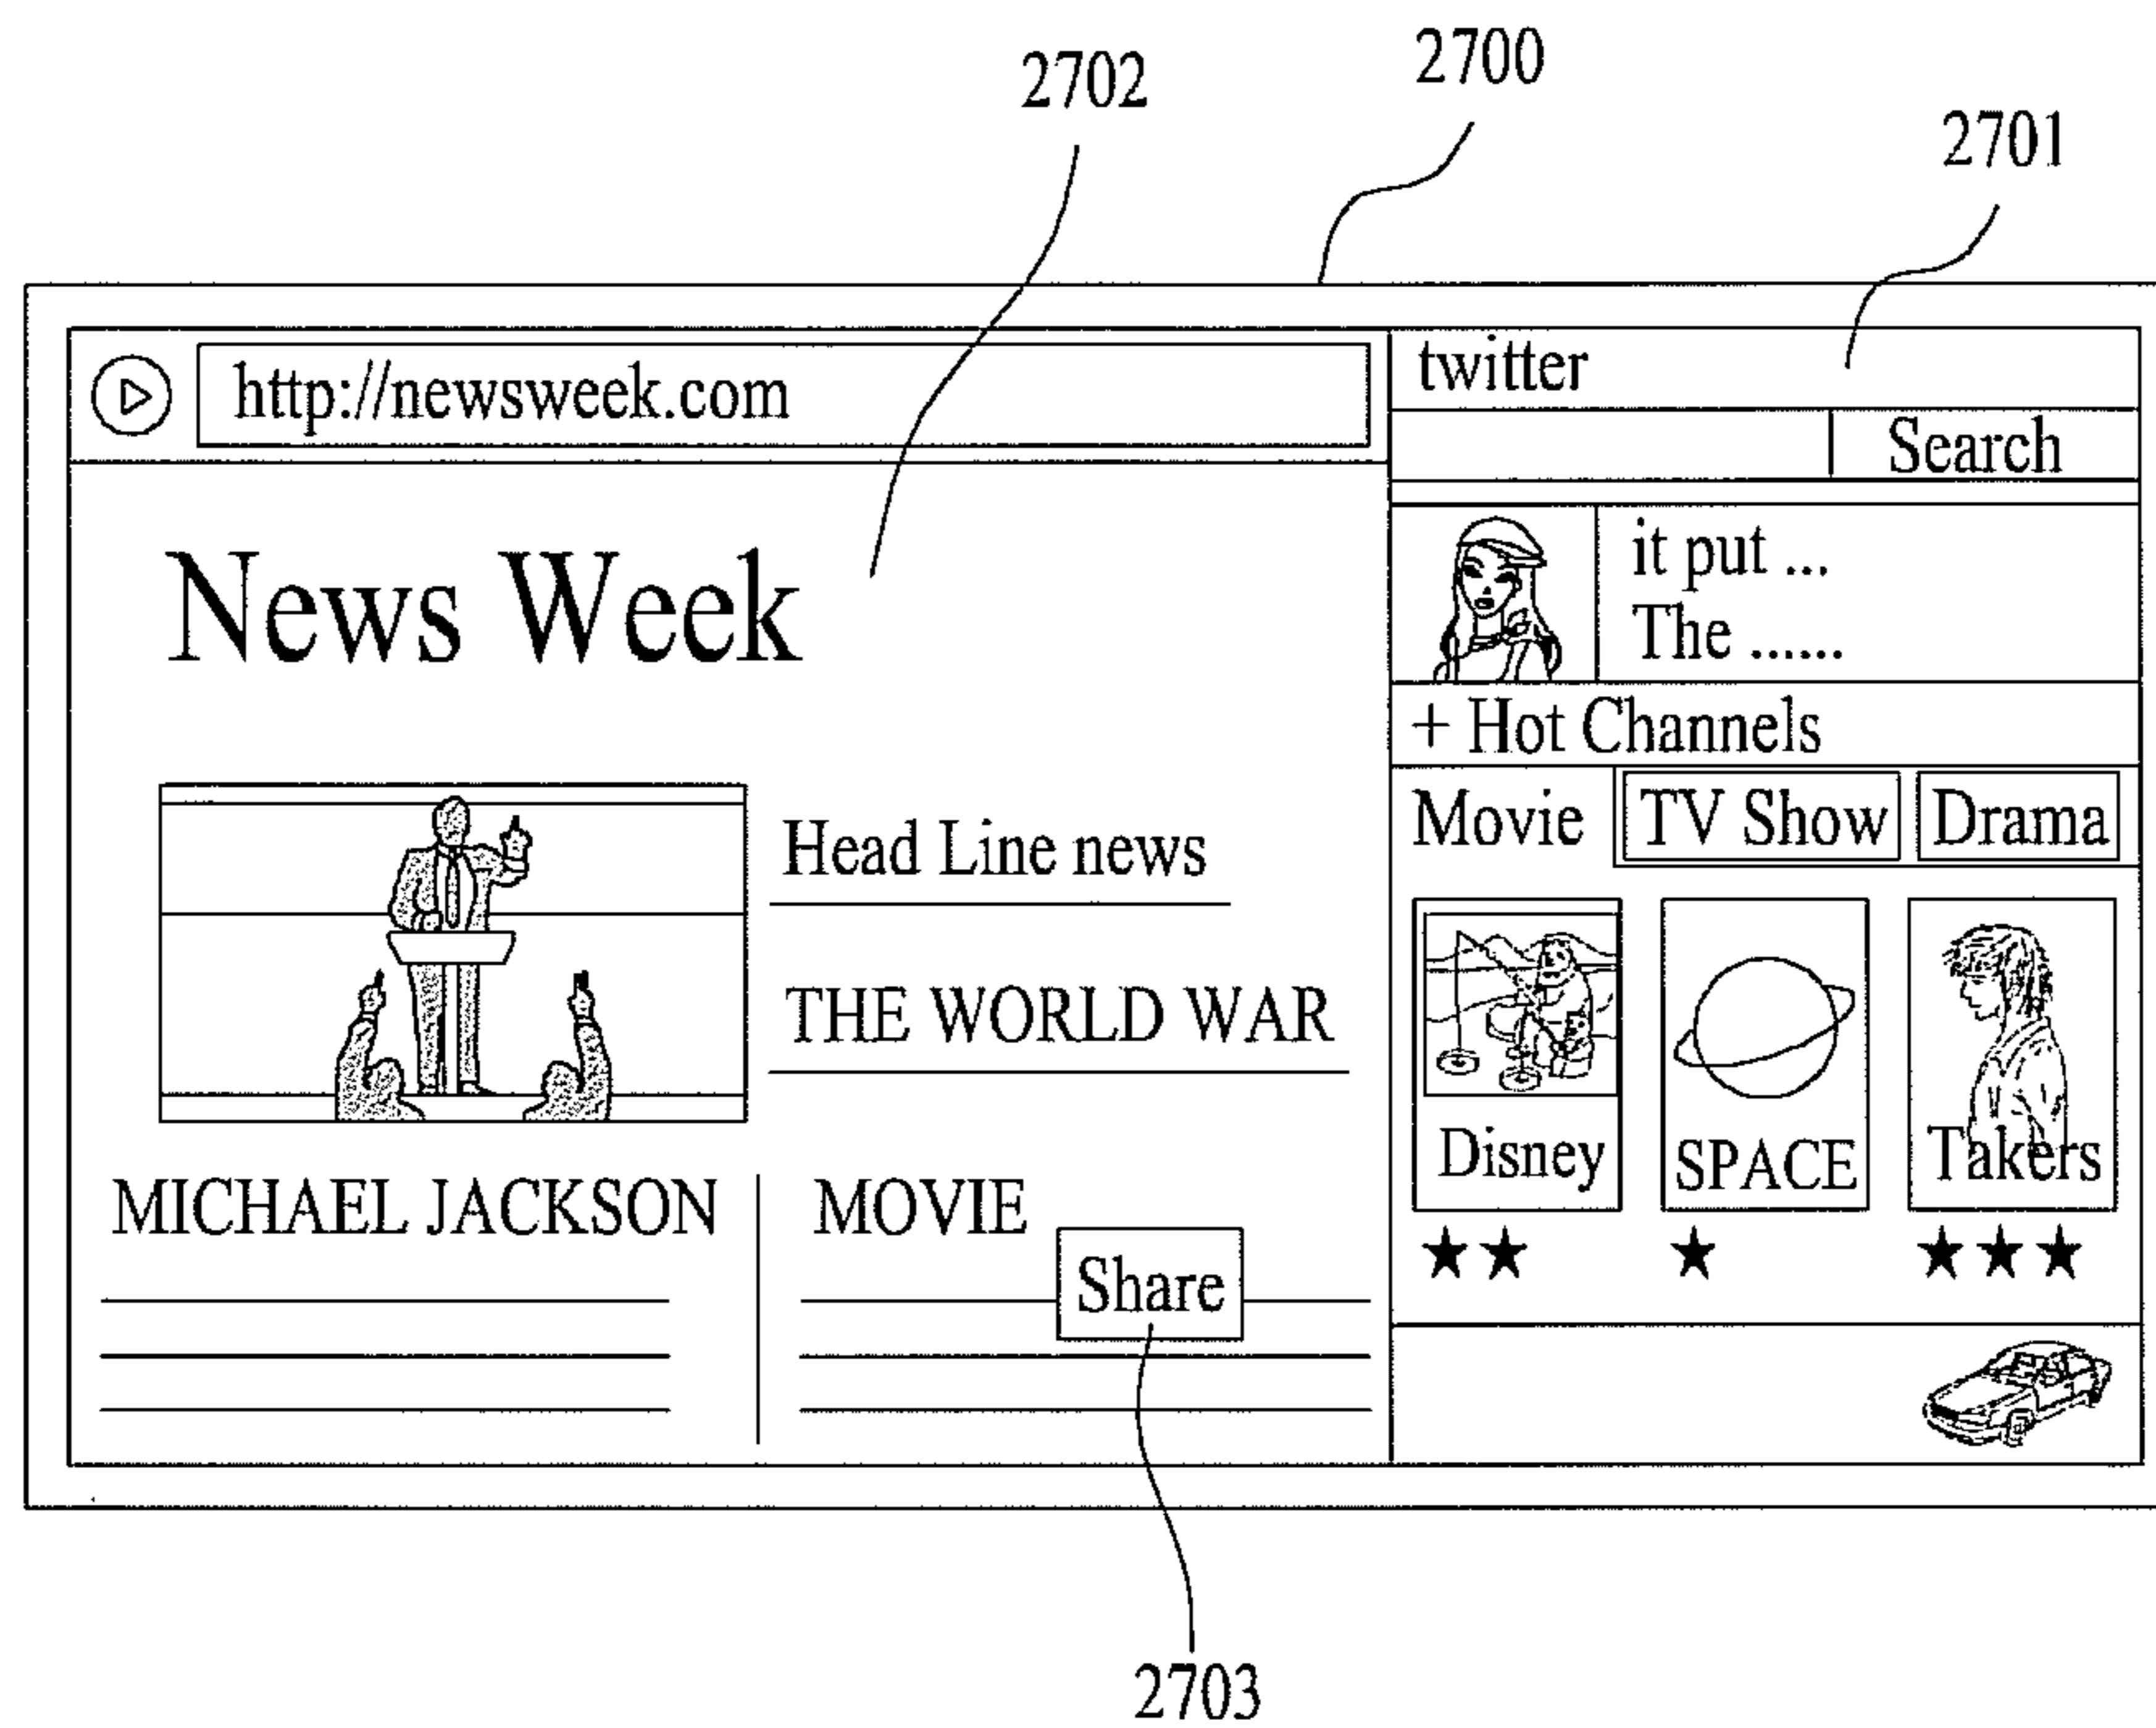 2702
2700
2701
http://newsweek.com
News Week
Head Line news
THE WORLD WAR
MICHAEL JACKSON
MOVIE
Share
twitter
Search
it put ...
The ......
+ Hot Channels
Movie TV Show Drama
Disney SPACE Takers
2703